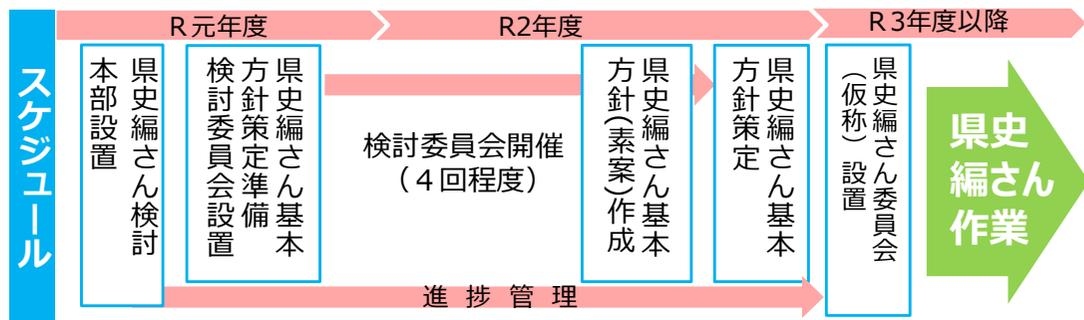 スケジュール
R元年度
R2年度
R3年度以降
県史編さん検討
本部設置
県史編さん基本
方針策定準備
検討委員会設置
検討委員会開催
（４回程度）
県史編さん基本
方針(素案)作成
県史編さん基本
方針策定
県史編さん委員会
（仮称）設置
県史
編さん
作業
進捗管理